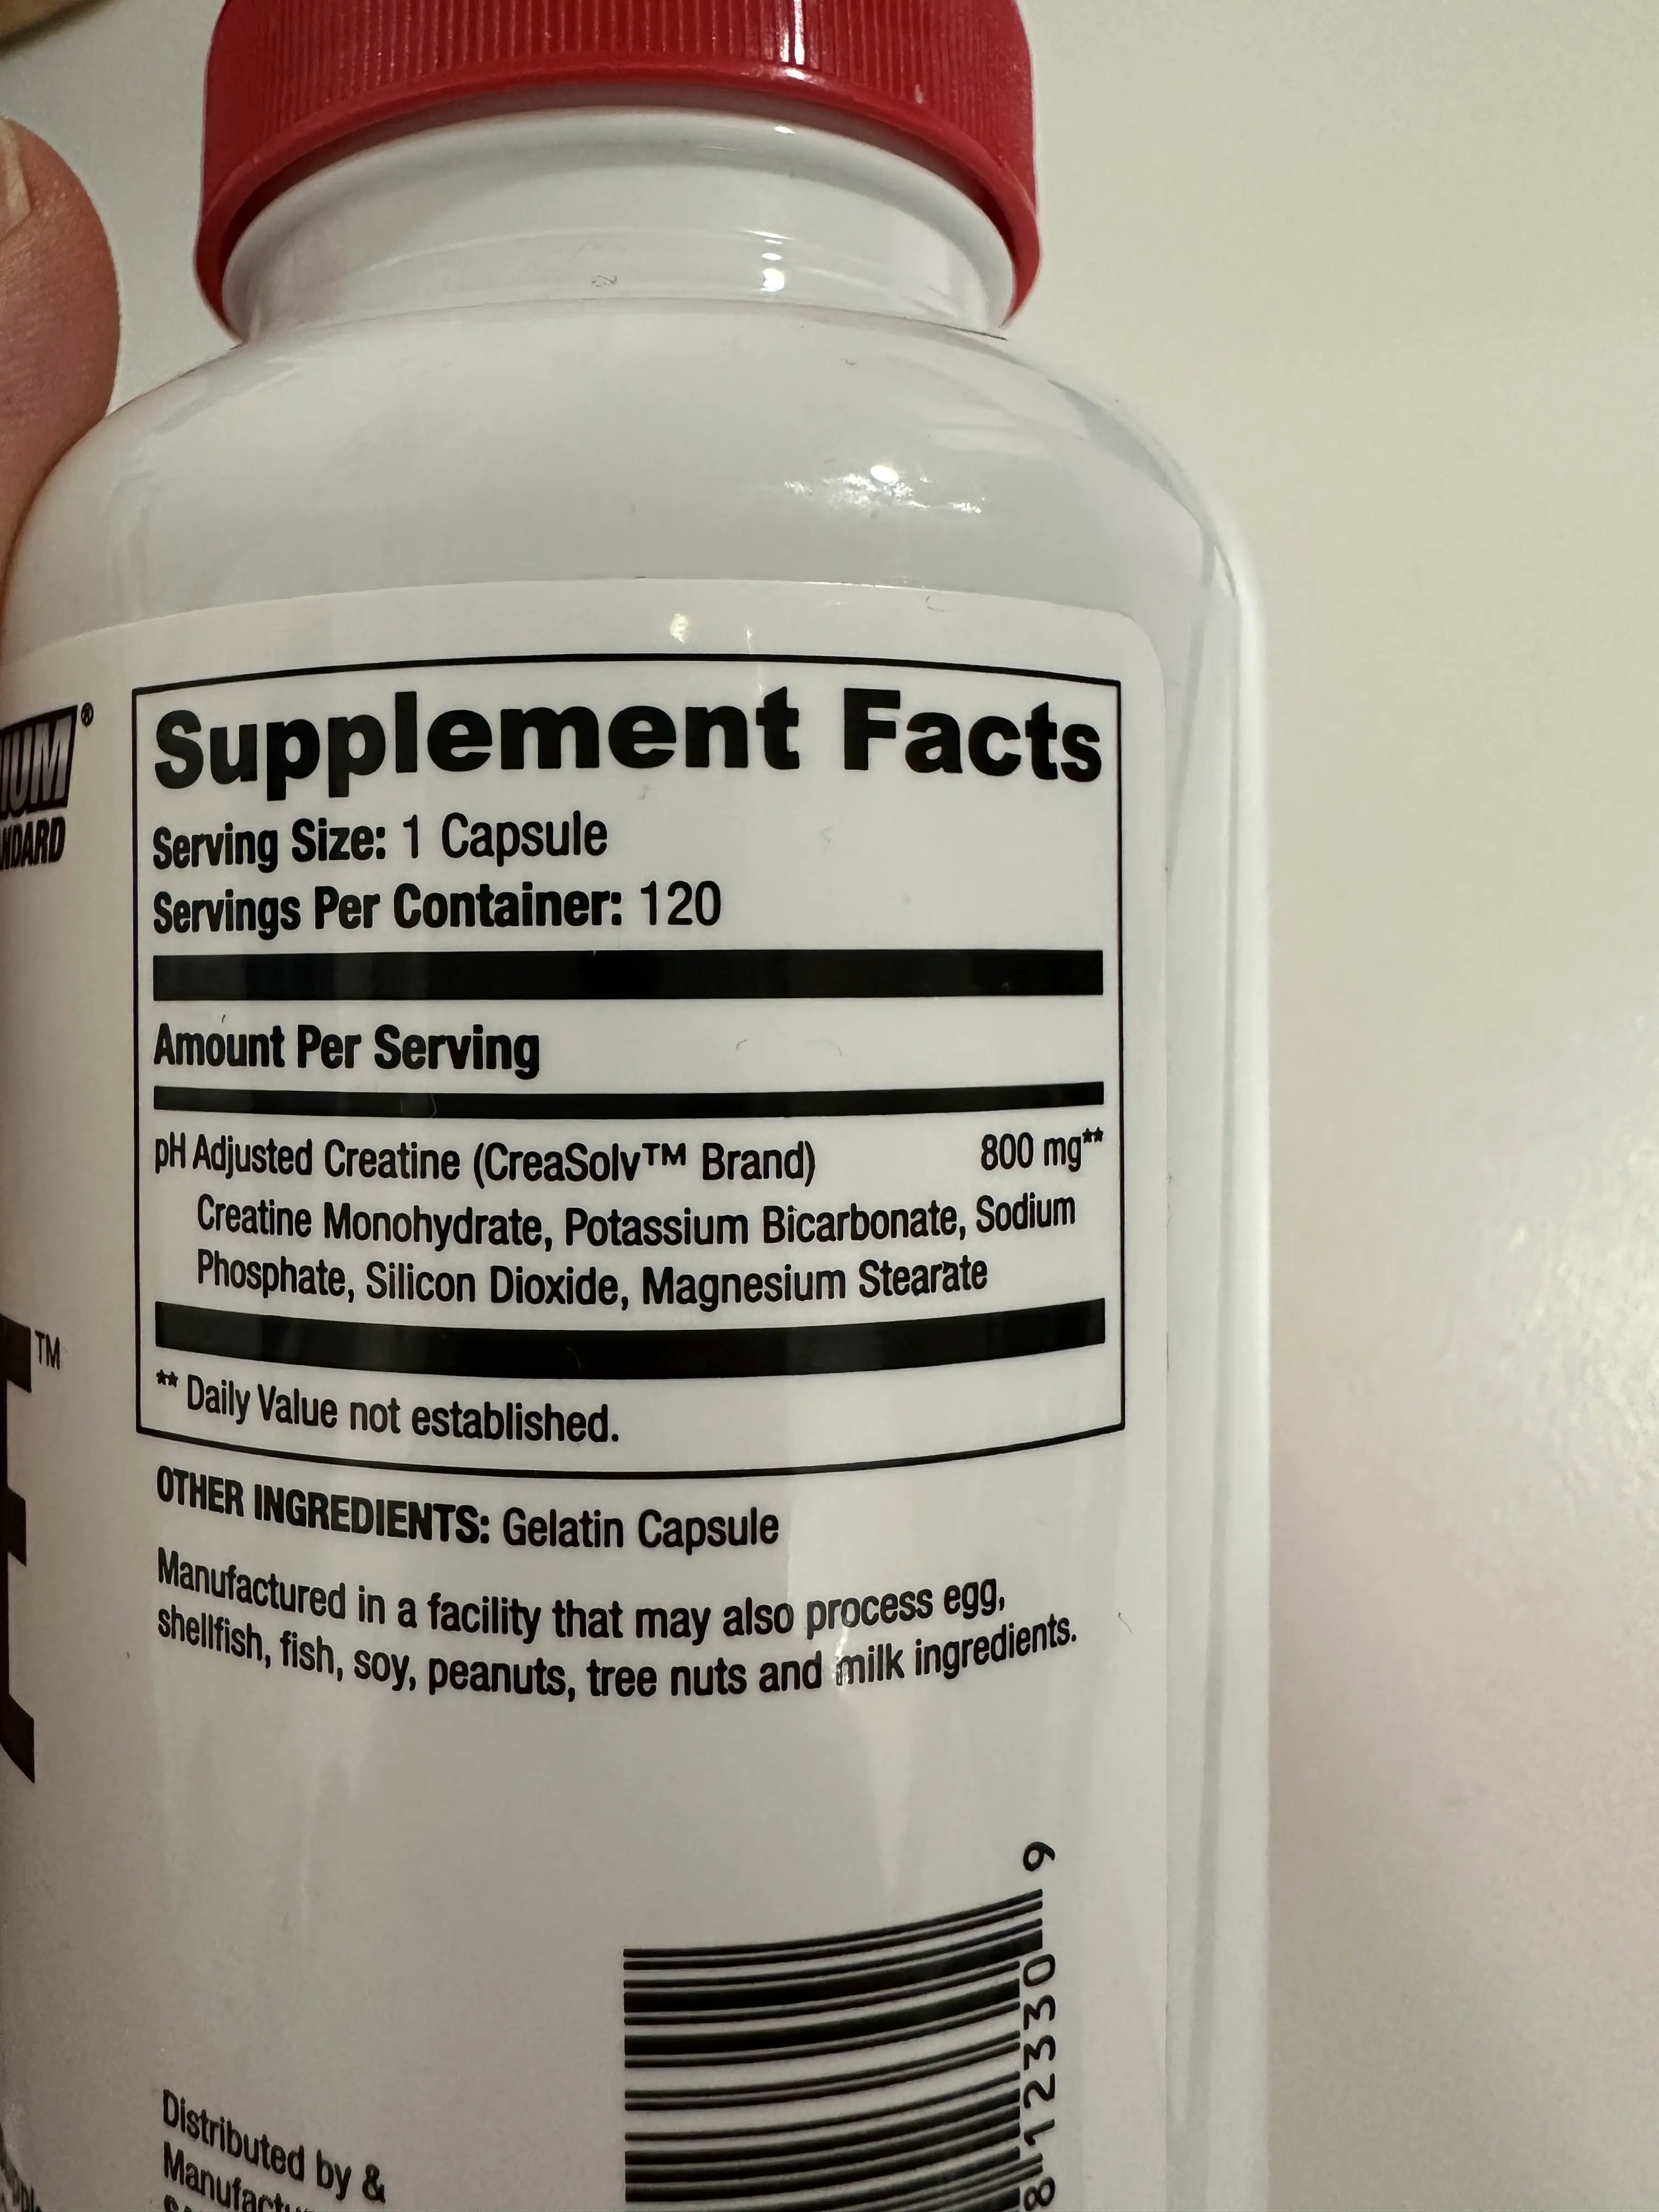 ®
Supplement Facts
Serving Size: 1 Capsule
Servings Per Container: 120
Amount Per Serving
pH Adjusted Creatine (CreaSolv™ Brand) 800 mg**
Creatine Monohydrate, Potassium Bicarbonate, Sodium
Phosphate, Silicon Dioxide, Magnesium Stearate
** Daily Value not established.
OTHER INGREDIENTS: Gelatin Capsule
Manufactured in a facility that may also process egg,
shellfish, fish, soy, peanuts, tree nuts and milk ingredients.
TM
Distributed by &
812330 9